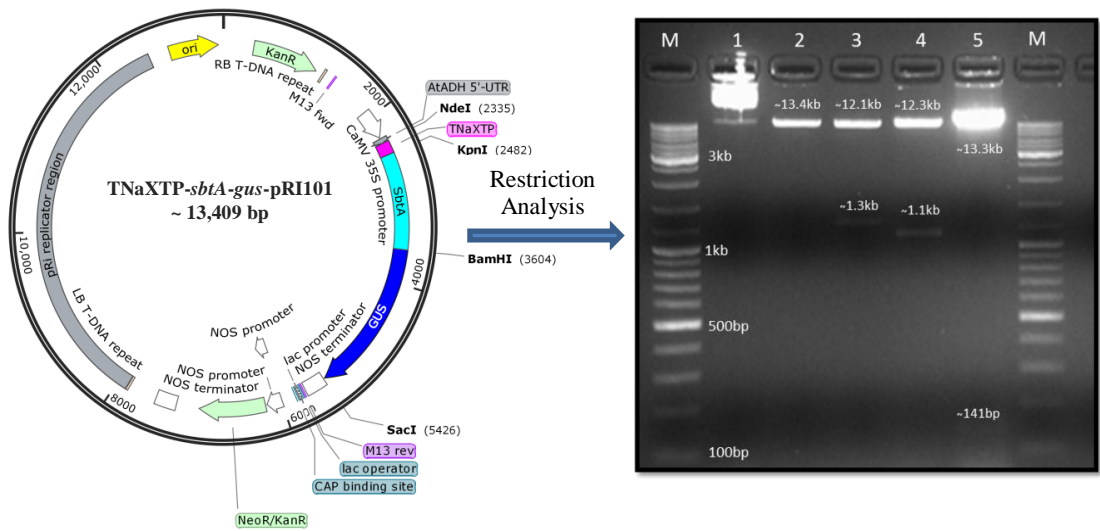 ori
KanR
RB T-DNA repeat
M13 fwd
12,000
2000
AtADH 5'-UTR
NdeI (2335)
TNaXTP
KpnI (2482)
CaMV 35S promoter
SbtA
pRi replicator region
TNaXTP-sbtA-gus-pRI101
~ 13,409 bp
10,000
BamHI (3604)
4000
GUS
LB T-DNA repeat
NOS promoter
lac promoter
NOS terminator
NOS promoter
NOS terminator
8000
6000
SacI (5426)
M13 rev
lac operator
CAP binding site
NeoR/KanR
Restriction
Analysis
M 1 2 3 4 5 M
~13.4kb ~12.1kb ~12.3kb
~13.3kb
3kb
~1.3kb ~1.1kb
1kb
500bp
~141bp
100bp